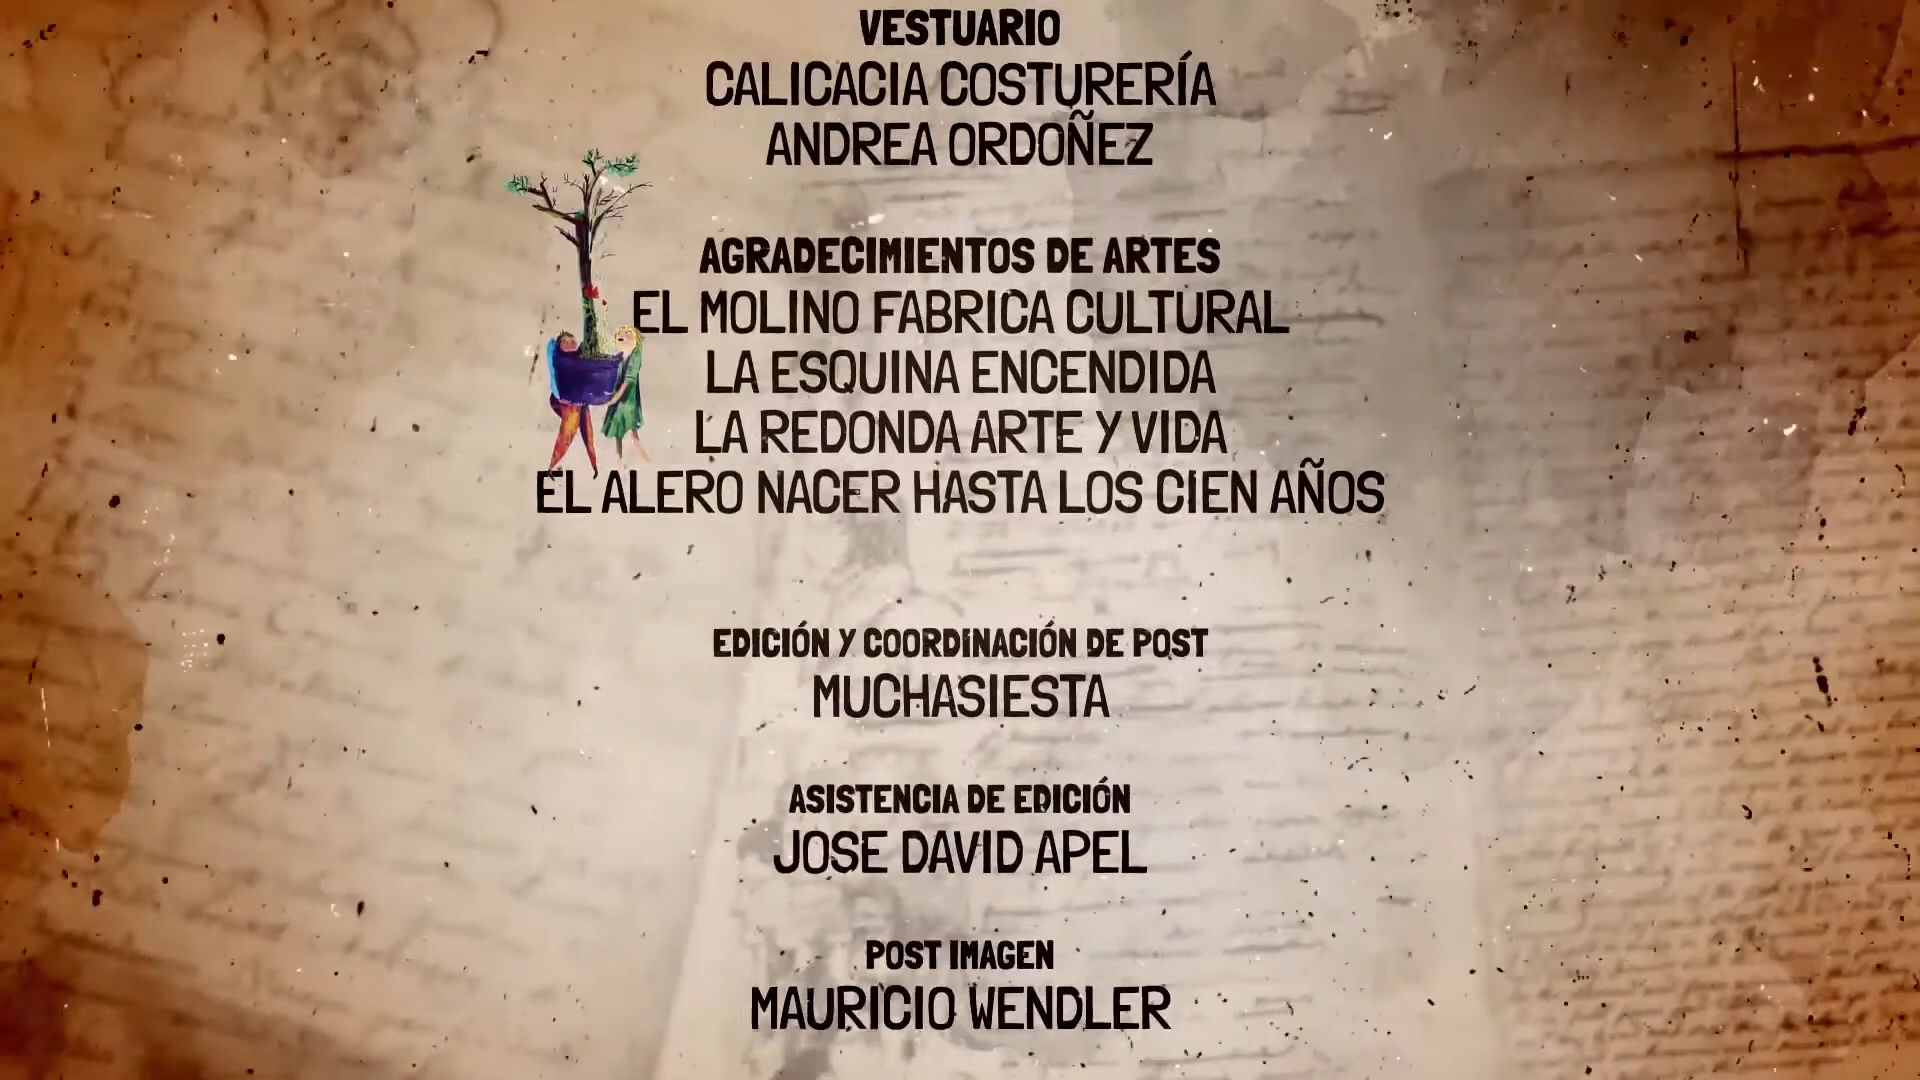 VESTUARIO
CALICACIA COSTURERÍA
ANDREA ORDOÑEZ
AGRADECIMIENTOS DE ARTES
EL MOLINO FABRICA CULTURAL
LA ESQUINA ENCENDIDA
LA REDONDA ARTE Y VIDA
EL ALERO NACER HASTA LOS CIEN AÑOS
EDICIÓN Y COORDINACIÓN DE POST
MUCHASIESTA
ASISTENCIA DE EDICIÓN
JOSE DAVID APEL
POST IMAGEN
MAURICIO WENDLER